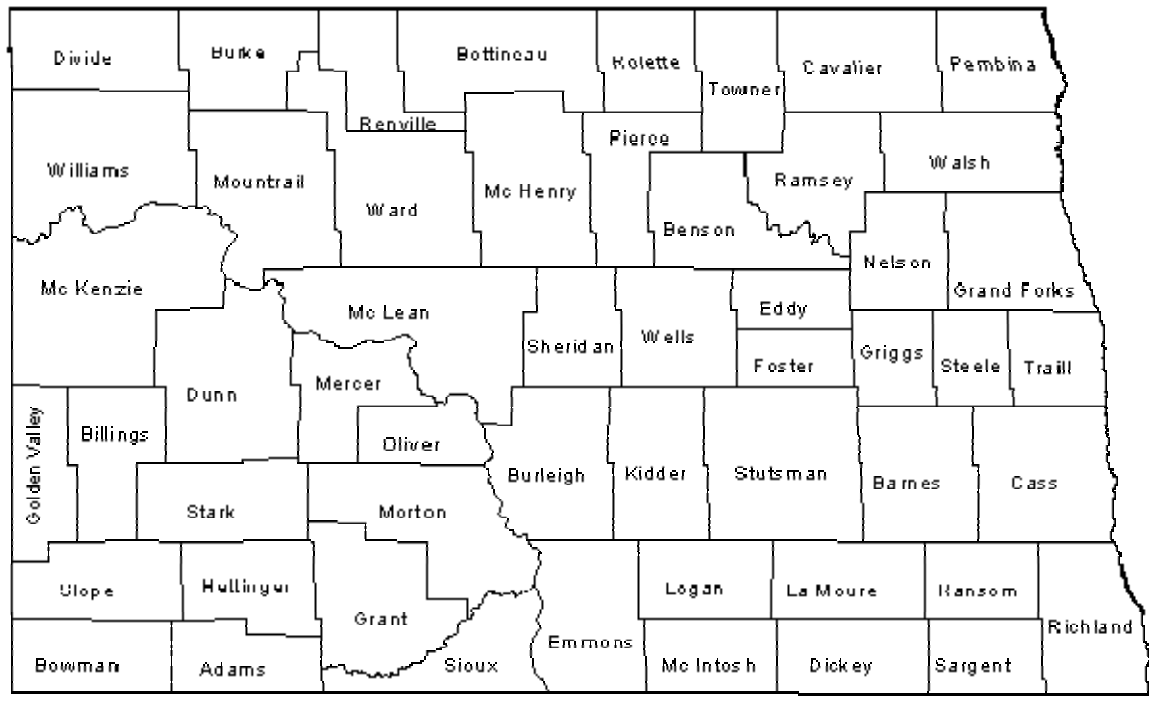 Divide
Burke
Bottineau
Rolette
Towner
Cavalier
Pembina
Renville
Pierce
Williams
Mountrail
Ward
Mc Henry
Benson
Ramsey
Walsh
Nelson
Grand Forks
Mc Kenzie
Mc Lean
Sheridan
Wells
Eddy
Foster
Griggs
Steele
Traill
Dunn
Mercer
Oliver
Golden Valley
Billings
Burleigh
Kidder
Stutsman
Barnes
Cass
Stark
Morton
Slope
Hettinger
Grant
Logan
La Moure
Ransom
Richland
Bowman
Adams
Sioux
Emmons
Mc Intosh
Dickey
Sargent